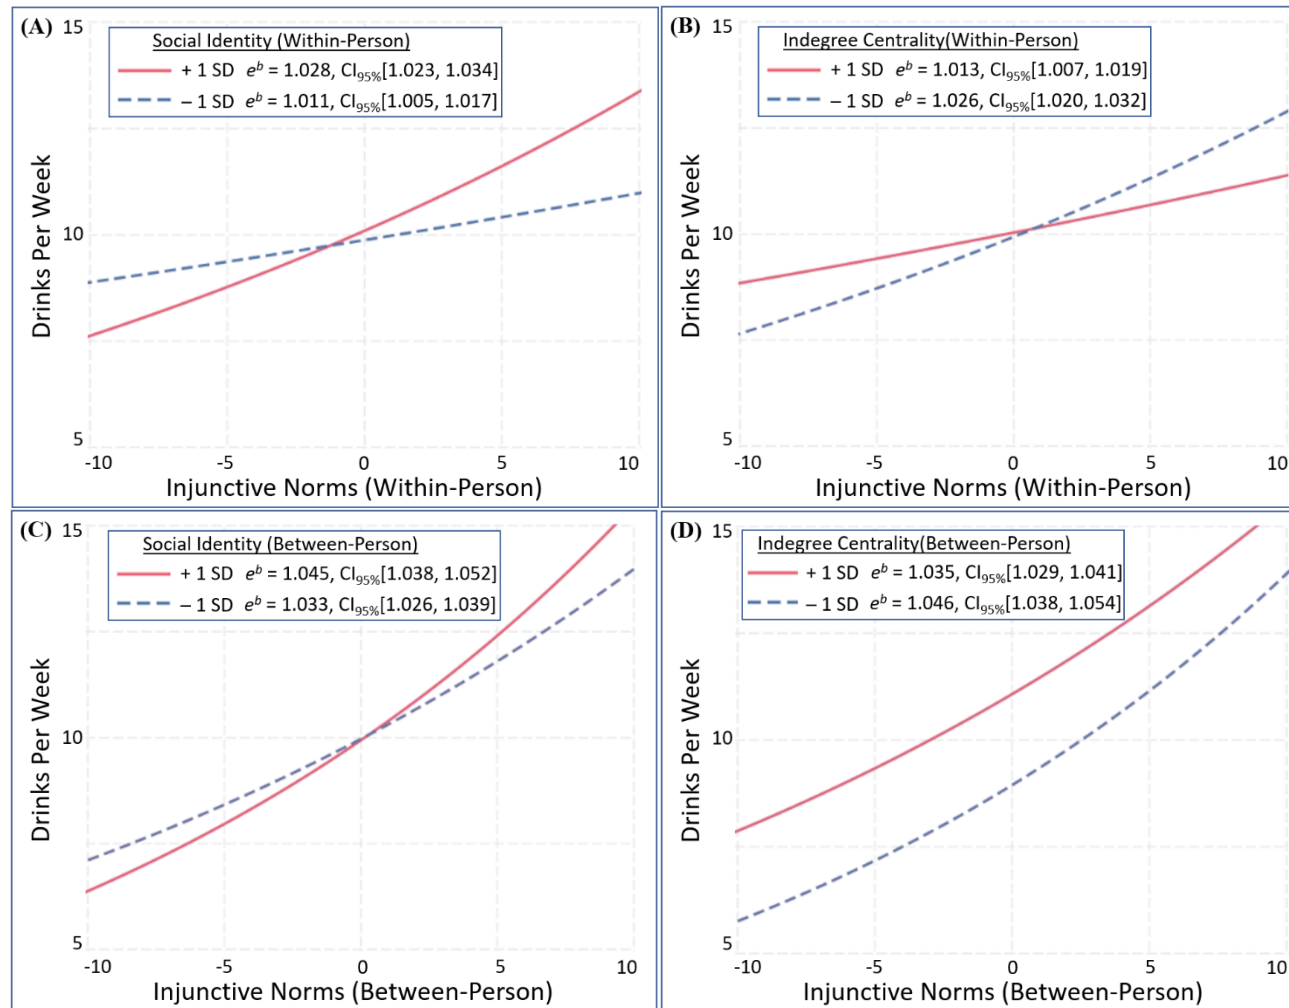 (A)
15
Social Identity (Within-Person)
+ 1 SD e^b = 1.028, CI95%[1.023, 1.034]
– 1 SD e^b = 1.011, CI95%[1.005, 1.017]
Drinks Per Week
10
5
-10 -5 0 5 10
Injunctive Norms (Within-Person)
(B)
15
Indegree Centrality(Within-Person)
+ 1 SD e^b = 1.013, CI95%[1.007, 1.019]
– 1 SD e^b = 1.026, CI95%[1.020, 1.032]
Drinks Per Week
10
5
-10 -5 0 5 10
Injunctive Norms (Within-Person)
(C)
15
Social Identity (Between-Person)
+ 1 SD e^b = 1.045, CI95%[1.038, 1.052]
– 1 SD e^b = 1.033, CI95%[1.026, 1.039]
Drinks Per Week
10
5
-10 -5 0 5 10
Injunctive Norms (Between-Person)
(D)
15
Indegree Centrality(Between-Person)
+ 1 SD e^b = 1.035, CI95%[1.029, 1.041]
– 1 SD e^b = 1.046, CI95%[1.038, 1.054]
Drinks Per Week
10
5
-10 -5 0 5 10
Injunctive Norms (Between-Person)